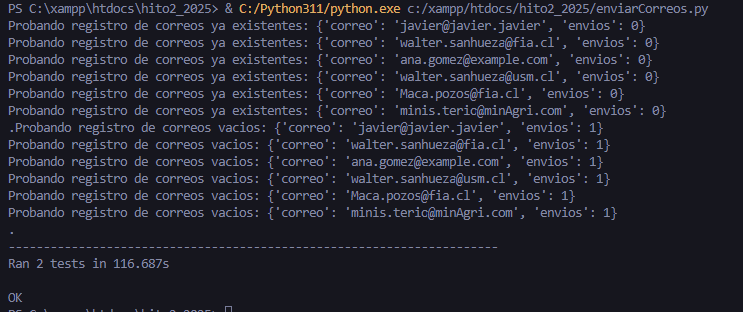 PS C:\xampp\htdocs\hito2_2025> & C:/Python311/python.exe c:/xampp/htdocs/hito2_2025/enviarCorreos.py
Probando registro de correos ya existentes: {'correo': 'javier@javier.javier', 'envios': 0}
Probando registro de correos ya existentes: {'correo': 'walter.sanhueza@fia.cl', 'envios': 0}
Probando registro de correos ya existentes: {'correo': 'ana.gomez@example.com', 'envios': 0}
Probando registro de correos ya existentes: {'correo': 'walter.sanhueza@usm.cl', 'envios': 0}
Probando registro de correos ya existentes: {'correo': 'Maca.pozos@fia.cl', 'envios': 0}
Probando registro de correos ya existentes: {'correo': 'minis.terio@minAgri.com', 'envios': 0}
.Probando registro de correos vacios: {'correo': 'javier@javier.javier', 'envios': 1}
Probando registro de correos vacios: {'correo': 'walter.sanhueza@fia.cl', 'envios': 1}
Probando registro de correos vacios: {'correo': 'ana.gomez@example.com', 'envios': 1}
Probando registro de correos vacios: {'correo': 'walter.sanhueza@usm.cl', 'envios': 1}
Probando registro de correos vacios: {'correo': 'Maca.pozos@fia.cl', 'envios': 1}
Probando registro de correos vacios: {'correo': 'minis.terio@minAgri.com', 'envios': 1}
.
----------------------------------------------------------------------
Ran 2 tests in 116.687s
OK
PS C:\xampp\htdocs\hito2_2025>